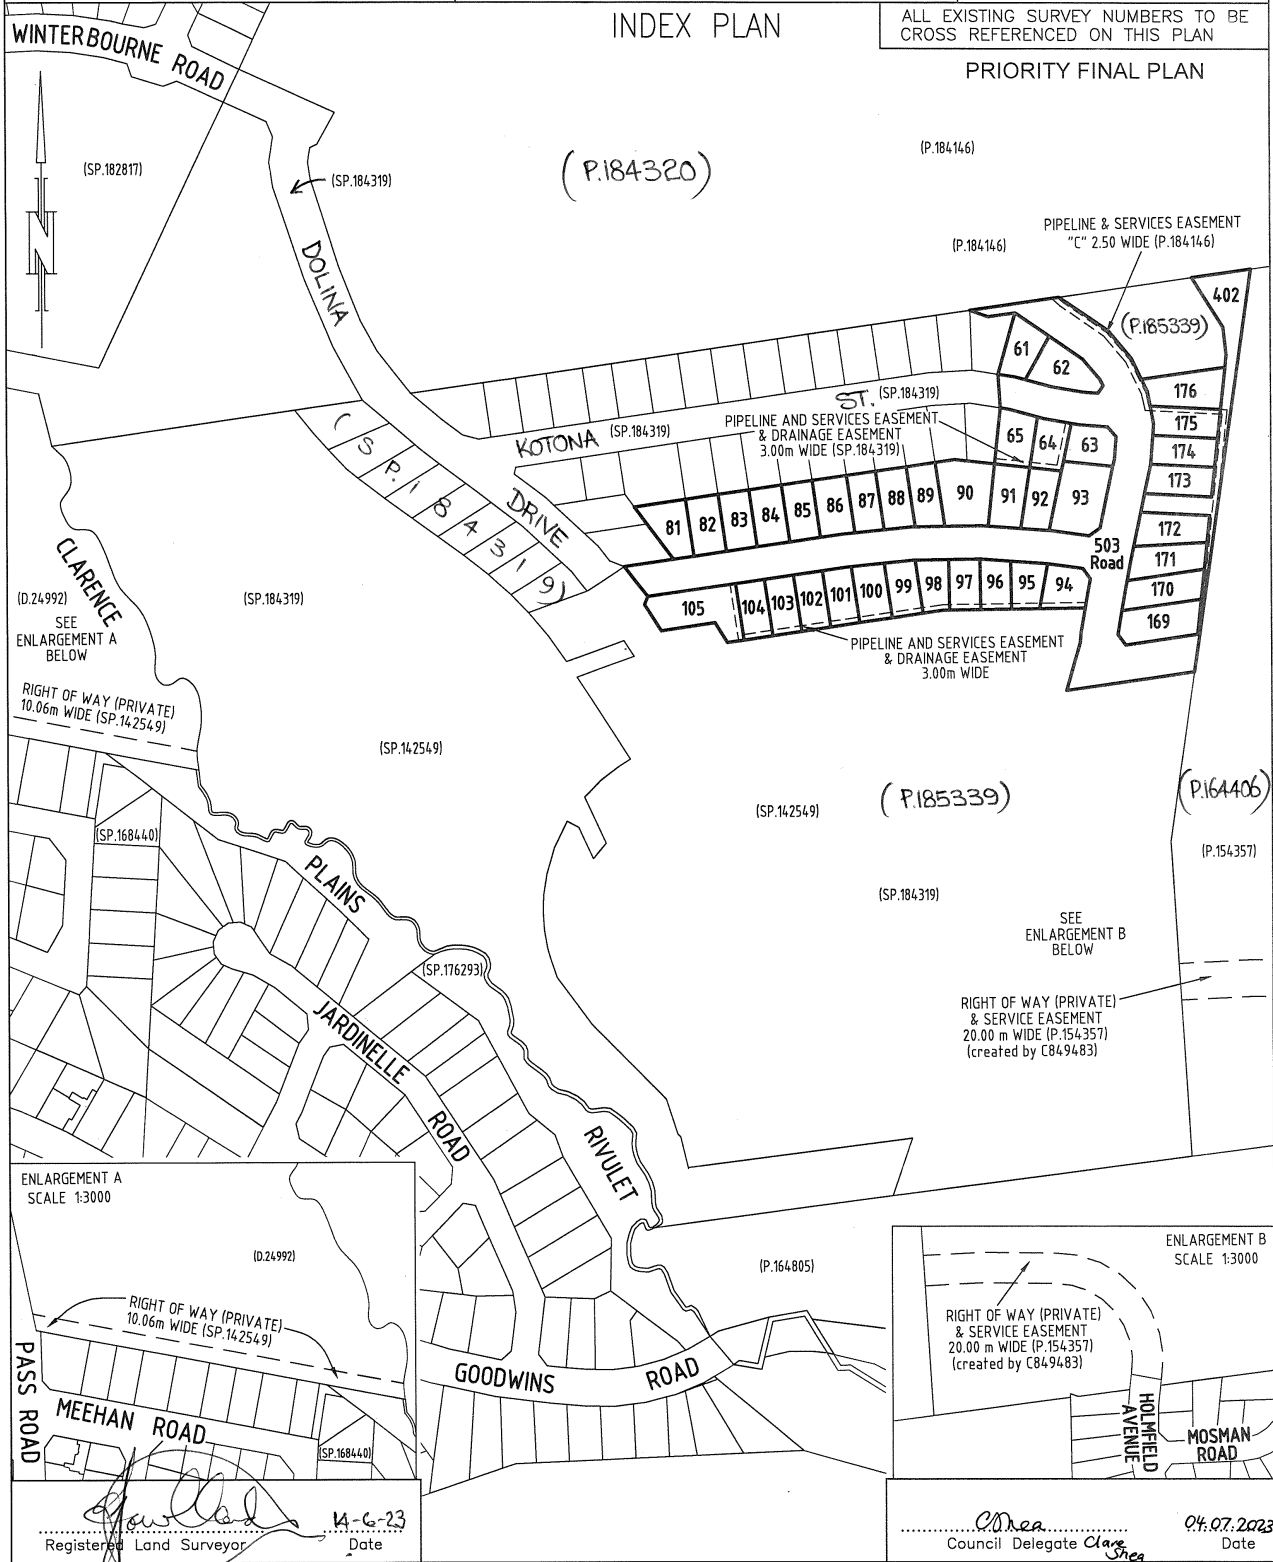 INDEX PLAN
ALL EXISTING SURVEY NUMBERS TO BE
CROSS REFERENCED ON THIS PLAN
PRIORITY FINAL PLAN
WINTERBOURNE ROAD
(SP.182817)
N
(SP.184319)
(P.184320)
(P.184146)
(P.184146)
PIPELINE & SERVICES EASEMENT
"C" 2.50 WIDE (P.184146)
DOLINA
DRIVE
402
(P.185339)
61
62
176
175
174
173
172
171
170
169
KOTONA
ST.
(SP.184319)
(SP.184319)
PIPELINE AND SERVICES EASEMENT
& DRAINAGE EASEMENT
3.00m WIDE (SP.184319)
65
64
63
(SP.184319)
81
82
83
84
85
86
87
88
89
90
91
92
93
503
Road
105
104
103
102
101
100
99
98
97
96
95
94
PIPELINE AND SERVICES EASEMENT
& DRAINAGE EASEMENT
3.00m WIDE
CLARENCE
PLAINS
RIVULET
(D.24992)
SEE
ENLARGEMENT A
BELOW
(SP.184319)
RIGHT OF WAY (PRIVATE)
10.06m WIDE (SP.142549)
(SP.142549)
(SP.142549)
(P.185339)
(P.164406)
(P.154357)
(SP.168440)
(SP.184319)
SEE
ENLARGEMENT B
BELOW
(SP.176293)
RIGHT OF WAY (PRIVATE)
& SERVICE EASEMENT
20.00 m WIDE (P.154357)
(created by C849483)
JARDINELLE
ROAD
ENLARGEMENT A
SCALE 1:3000
(D.24992)
RIGHT OF WAY (PRIVATE)
10.06m WIDE (SP.142549)
PASS ROAD
MEEHAN ROAD
(SP.168440)
(P.164805)
GOODWINS ROAD
ENLARGEMENT B
SCALE 1:3000
RIGHT OF WAY (PRIVATE)
& SERVICE EASEMENT
20.00 m WIDE (P.154357)
(created by C849483)
HOLMFIELD
AVENUE
MOSMAN
ROAD
14-6-23
Registered Land Surveyor
Date
CShea
04.07.2023
Council Delegate Clare Shea
Date